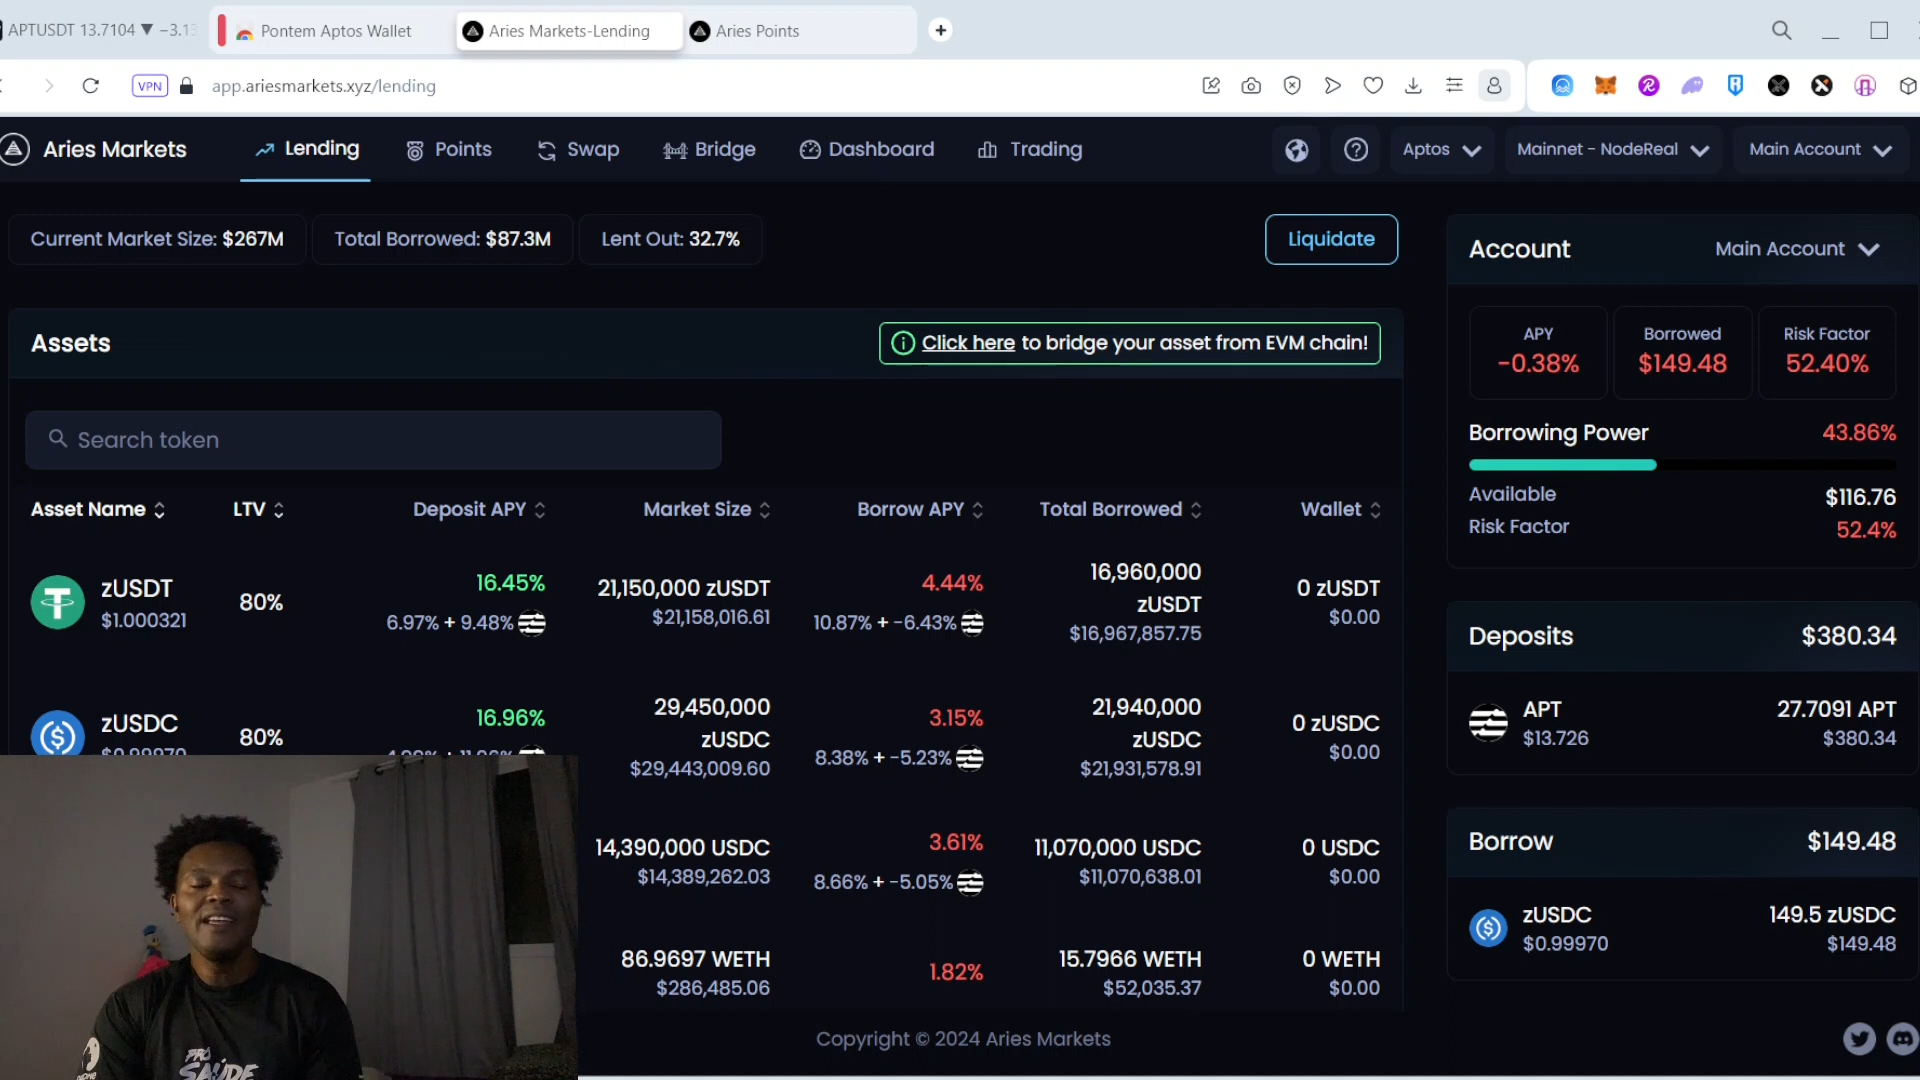 APTUSDT 13.7104 ▼ −3.13
Pontem Aptos Wallet
Aries Markets-Lending
Aries Points
VPN
app.ariesmarkets.xyz/lending
Aries Markets
Lending
Points
Swap
Bridge
Dashboard
Trading
Aptos
Mainnet - NodeReal
Main Account
Current Market Size: $267M
Total Borrowed: $87.3M
Lent Out: 32.7%
Liquidate
Assets
Click here to bridge your asset from EVM chain!
Search token
Asset Name
LTV
Deposit APY
Market Size
Borrow APY
Total Borrowed
Wallet
zUSDT
$1.000321
80%
16.45%
6.97% + 9.48%
21,150,000 zUSDT
$21,158,016.61
4.44%
10.87% + -6.43%
16,960,000
zUSDT
$16,967,857.75
0 zUSDT
$0.00
zUSDC
80%
16.96%
29,450,000
zUSDC
$29,443,009.60
3.15%
8.38% + -5.23%
21,940,000
zUSDC
$21,931,578.91
0 zUSDC
$0.00
14,390,000 USDC
$14,389,262.03
3.61%
8.66% + -5.05%
11,070,000 USDC
$11,070,638.01
0 USDC
$0.00
86.9697 WETH
$286,485.06
1.82%
15.7966 WETH
$52,035.37
0 WETH
$0.00
Account
Main Account
APY
-0.38%
Borrowed
$149.48
Risk Factor
52.40%
Borrowing Power
43.86%
Available
$116.76
Risk Factor
52.4%
Deposits
$380.34
APT
$13.726
27.7091 APT
$380.34
Borrow
$149.48
zUSDC
$0.99970
149.5 zUSDC
$149.48
Copyright © 2024 Aries Markets
PRÓ
SAÚDE